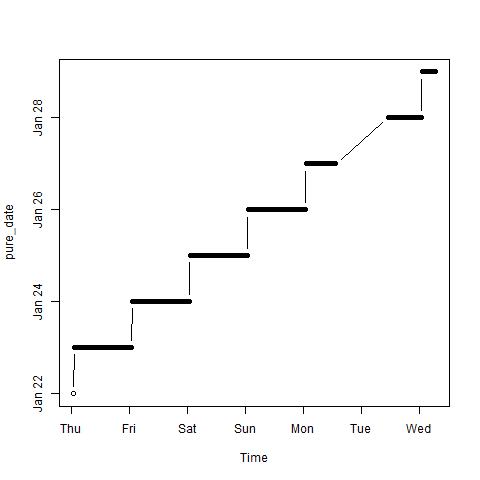 Jan 28
Jan 26
Jan 24
Jan 22
pure_date
Thu Fri Sat Sun Mon Tue Wed
Time